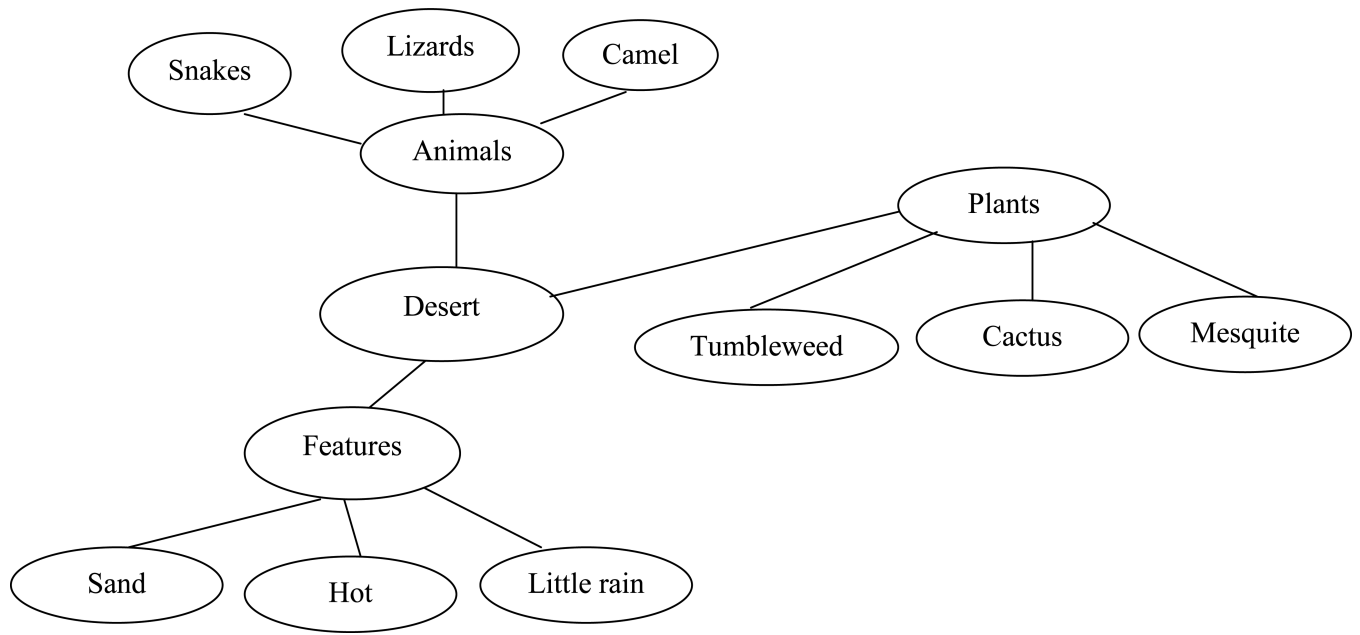 Lizards
Camel
Snakes
Animals
Plants
Desert
Tumbleweed
Cactus
Mesquite
Features
Sand
Hot
Little rain